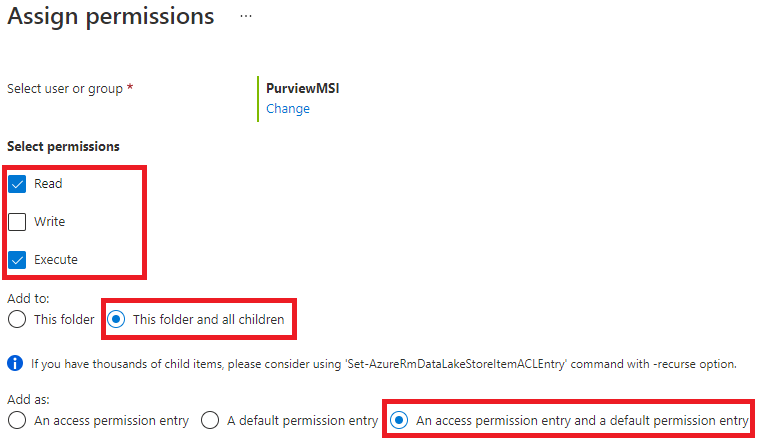 Assign permissions ...
Select user or group * PurviewMSI
Change
Select permissions
Read
Write
Execute
Add to:
This folder This folder and all children
If you have thousands of child items, please consider using 'Set-AzureRmDataLakeStoreItemACLEntry' command with -recurse option.
Add as:
An access permission entry A default permission entry An access permission entry and a default permission entry